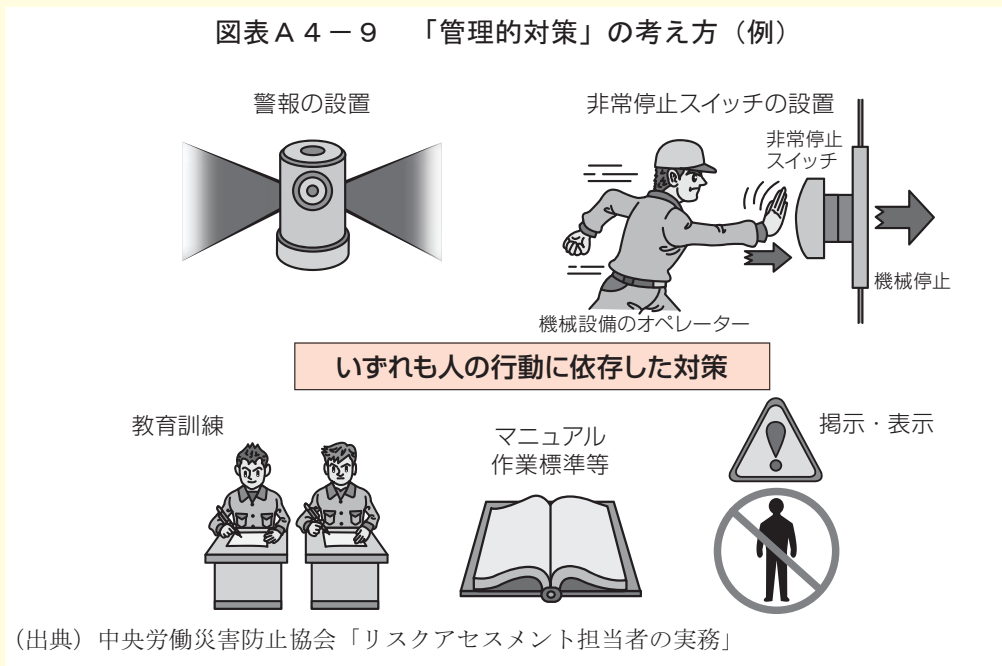 図表A4－9　「管理的対策」の考え方（例）
警報の設置
非常停止スイッチの設置
非常停止
スイッチ
機械停止
機械設備のオペレーター
いずれも人の行動に依存した対策
教育訓練
マニュアル
作業標準等
掲示・表示
（出典）中央労働災害防止協会「リスクアセスメント担当者の実務」